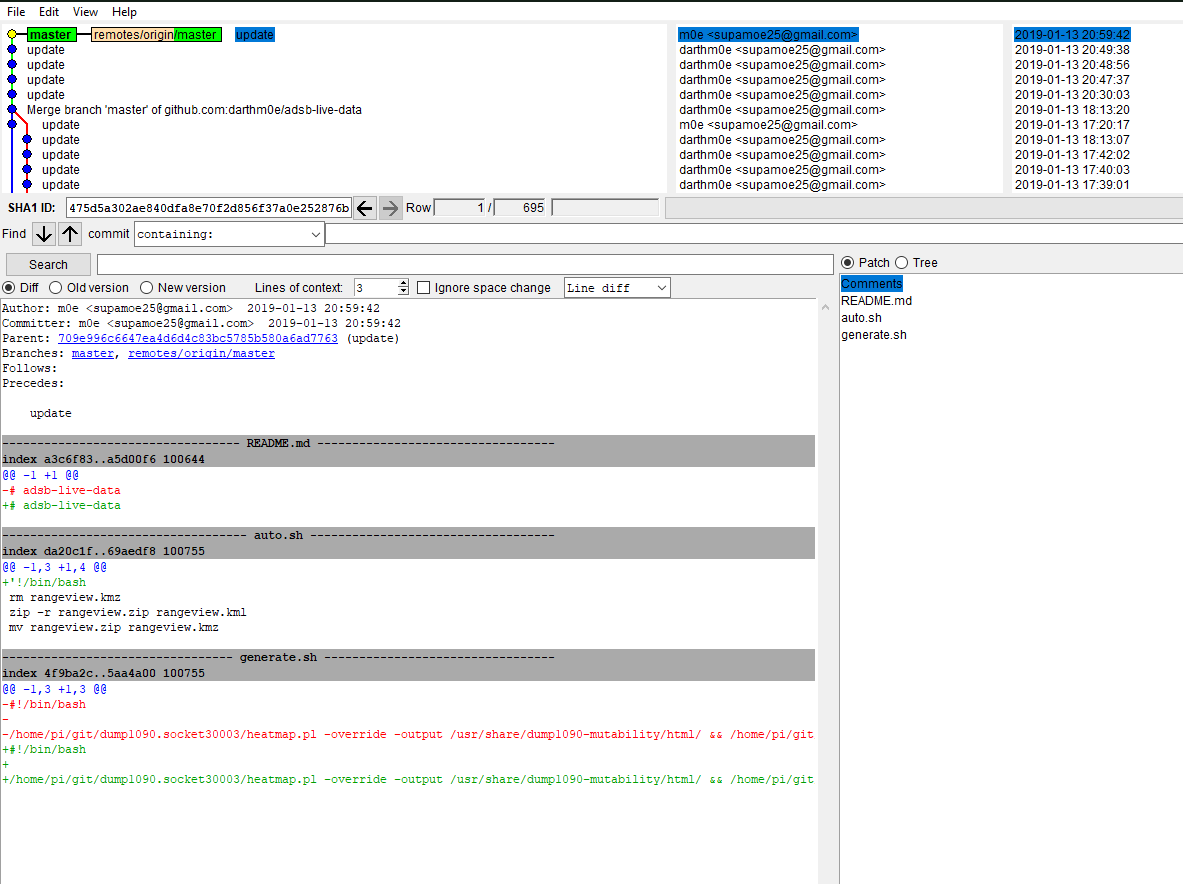 File Edit View Help
master remotes/origin/master update m0e <supamoe25@gmail.com> 2019-01-13 20:59:42
update darthm0e <supamoe25@gmail.com> 2019-01-13 20:49:38
update darthm0e <supamoe25@gmail.com> 2019-01-13 20:48:56
update darthm0e <supamoe25@gmail.com> 2019-01-13 20:47:37
update darthm0e <supamoe25@gmail.com> 2019-01-13 20:30:03
Merge branch 'master' of github.com:darthm0e/adsb-live-data darthm0e <supamoe25@gmail.com> 2019-01-13 18:13:20
update m0e <supamoe25@gmail.com> 2019-01-13 17:20:17
update darthm0e <supamoe25@gmail.com> 2019-01-13 18:13:07
update darthm0e <supamoe25@gmail.com> 2019-01-13 17:42:02
update darthm0e <supamoe25@gmail.com> 2019-01-13 17:40:03
update darthm0e <supamoe25@gmail.com> 2019-01-13 17:39:01
SHA1 ID: 475d5a302ae840dfa8e70f2d856f37a0e252876b Row 1 / 695
Find commit containing:
Search
Patch Tree
Diff Old version New version Lines of context: 3 Ignore space change Line diff
Comments
README.md
auto.sh
generate.sh
Author: m0e <supamoe25@gmail.com> 2019-01-13 20:59:42
Committer: m0e <supamoe25@gmail.com> 2019-01-13 20:59:42
Parent: 709e996c6647ea4d6d4c83bc5785b580a6ad7763 (update)
Branches: master, remotes/origin/master
Follows:
Precedes:
update
---------------------------------- README.md ----------------------------------
index a3c6f83..a5d00f6 100644
@@ -1 +1 @@
-# adsb-live-data
+# adsb-live-data
----------------------------------- auto.sh -----------------------------------
index da20c1f..69aedf8 100755
@@ -1,3 +1,4 @@
+'!/bin/bash
rm rangeview.kmz
zip -r rangeview.zip rangeview.kml
mv rangeview.zip rangeview.kmz
--------------------------------- generate.sh ---------------------------------
index 4f9ba2c..5aa4a00 100755
@@ -1,3 +1,3 @@
-#!/bin/bash
-
-/home/pi/git/dump1090.socket30003/heatmap.pl -override -output /usr/share/dump1090-mutability/html/ && /home/pi/git
+#!/bin/bash
+
+/home/pi/git/dump1090.socket30003/heatmap.pl -override -output /usr/share/dump1090-mutability/html/ && /home/pi/git